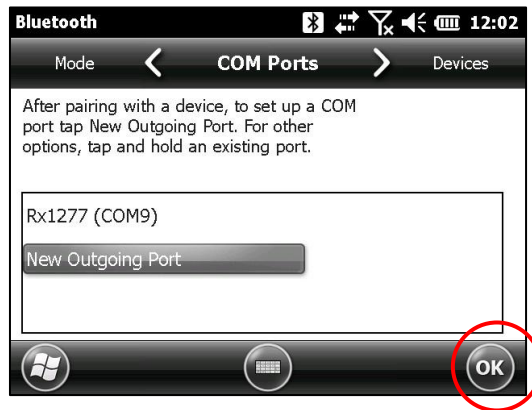 Bluetooth 12:02
Mode COM Ports Devices
After pairing with a device, to set up a COM
port tap New Outgoing Port. For other
options, tap and hold an existing port.
Rx1277 (COM9)
New Outgoing Port
OK